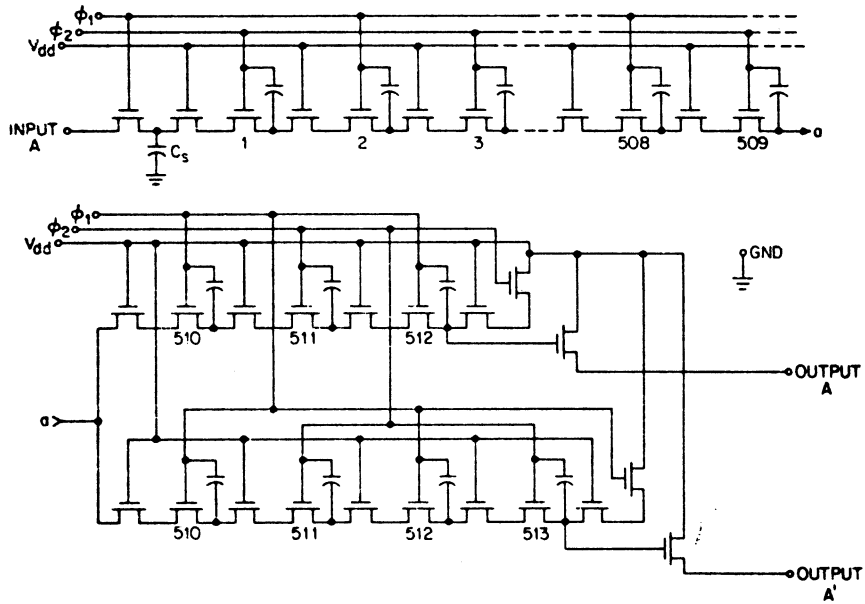 ϕ1
ϕ2
Vdd
INPUT A
Cs
1
2
3
508
509
a
ϕ1
ϕ2
Vdd
GND
510
511
512
OUTPUT A
a
510
511
512
513
OUTPUT A'